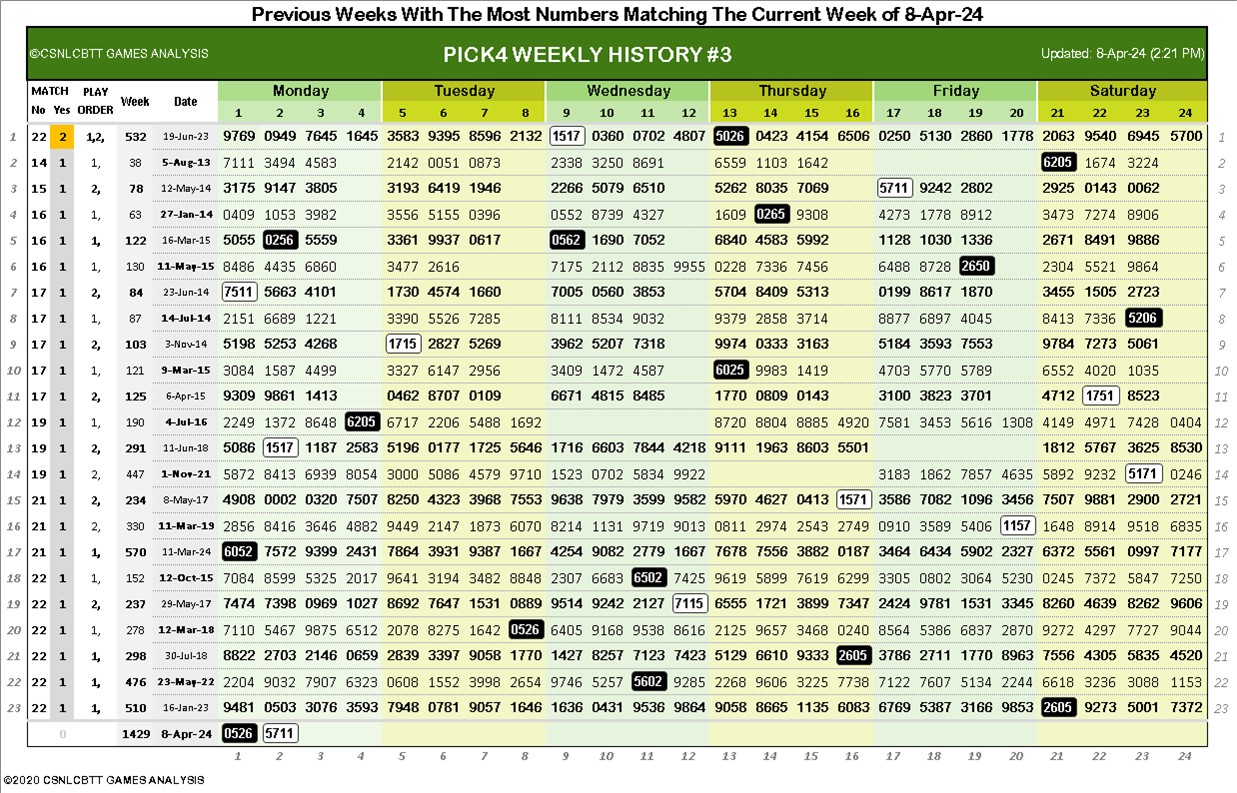 Previous Weeks With The Most Numbers Matching The Current Week of 8-Apr-24
©CSNLCBTT GAMES ANALYSIS PICK4 WEEKLY HISTORY #3 Updated: 8-Apr-24 (2:21 PM)
MATCH PLAY Week Date Monday Tuesday Wednesday Thursday Friday Saturday
No Yes ORDER 1 2 3 4 5 6 7 8 9 10 11 12 13 14 15 16 17 18 19 20 21 22 23 24
1 22 2 1,2, 532 19-Jun-23 9769 0949 7645 1645 3583 9395 8596 2132 1517 0360 0702 4807 5026 0423 4154 6506 0250 5130 2860 1778 2063 9540 6945 5700 1
2 14 1 1, 38 5-Aug-13 7111 3494 4583 2142 0051 0873 2338 3250 8691 6559 1103 1642 6205 1674 3224 2
3 15 1 2, 78 12-May-14 3175 9147 3805 3193 6419 1946 2266 5079 6510 5262 8035 7069 5711 9242 2802 2925 0143 0062 3
4 16 1 1, 63 27-Jan-14 0409 1053 3982 3556 5155 0396 0552 8739 4327 1609 0265 9308 4273 1778 8912 3473 7274 8906 4
5 16 1 1, 122 16-Mar-15 5055 0256 5559 3361 9937 0617 0562 1690 7052 6840 4583 5992 1128 1030 1336 2671 8491 9886 5
6 16 1 1, 130 11-May-15 8486 4435 6860 3477 2616 7175 2112 8835 9955 0228 7336 7456 6488 8728 2650 2304 5521 9864 6
7 17 1 2, 84 23-Jun-14 7511 5663 4101 1730 4574 1660 7005 0560 3853 5704 8409 5313 0199 8617 1870 3455 1505 2723 7
8 17 1 1, 87 14-Jul-14 2151 6689 1221 3390 5526 7285 8111 8534 9032 9379 2858 3714 8877 6897 4045 8413 7336 5206 8
9 17 1 2, 103 3-Nov-14 5198 5253 4268 1715 2827 5269 3962 5207 7318 9974 0333 3163 5184 3593 7553 9784 7273 5061 9
10 17 1 1, 121 9-Mar-15 3084 1587 4499 3327 6147 2956 3409 1472 4587 6025 9983 1419 4703 5770 5789 6552 4020 1035 10
11 17 1 2, 125 6-Apr-15 9309 9861 1413 0462 8707 0109 6671 4815 8485 1770 0809 0143 3100 3823 3701 4712 1751 8523 11
12 19 1 1, 190 4-Jul-16 2249 1372 8648 6205 6717 2206 5488 1692 8720 8804 8885 4920 7581 3453 5616 1308 4149 4971 7428 0404 12
13 19 1 2, 291 11-Jun-18 5086 1517 1187 2583 5196 0177 1725 5646 1716 6603 7844 4218 9111 1963 8603 5501 1812 5767 3625 8530 13
14 19 1 2, 447 1-Nov-21 5872 8413 6939 8054 3000 5086 4579 9710 1523 0702 5834 9922 3183 1862 7857 4635 5892 9232 5171 0246 14
15 21 1 2, 234 8-May-17 4908 0002 0320 7507 8250 4323 3968 7553 9638 7979 3599 9582 5970 4627 0413 1571 3586 7082 1096 3456 7507 9881 2900 2721 15
16 21 1 2, 330 11-Mar-19 2856 8416 3646 4882 9449 2147 1873 6070 8214 1131 9719 9013 0811 2974 2543 2749 0910 3589 5406 1157 1648 8914 9518 6835 16
17 21 1 1, 570 11-Mar-24 6052 7572 9399 2431 7864 3931 9387 1667 4254 9082 2779 1667 7678 7556 3882 0187 3464 6434 5902 2327 6372 5561 0997 7177 17
18 22 1 1, 152 12-Oct-15 7084 8599 5325 2017 9641 3194 3482 8848 2307 6683 6502 7425 9619 5899 7619 6299 3305 0802 3064 5230 0245 7372 5847 7250 18
19 22 1 2, 237 29-May-17 7474 7398 0969 1027 8692 7647 1531 0889 9514 9242 2127 7115 6555 1721 3899 7347 2424 9781 1531 3345 8260 4639 8262 9606 19
20 22 1 1, 278 12-Mar-18 7110 5467 9875 6512 2078 8275 1642 0526 6405 9168 9538 8616 2125 9657 3468 0240 8564 5386 6837 2870 9272 4297 7727 9044 20
21 22 1 1, 298 30-Jul-18 8822 2703 2146 0659 2839 3397 9058 1770 1427 8257 7123 7423 5129 6610 9333 2605 3786 2711 1770 8963 7556 4305 5835 4520 21
22 22 1 1, 476 23-May-22 2204 9032 7907 6323 0608 1552 3998 2654 9746 5257 5602 9285 2268 9606 3225 7738 7122 7607 5134 2244 6618 3236 3088 1153 22
23 22 1 1, 510 16-Jan-23 9481 0503 3076 3593 7948 0781 9057 1646 1636 0431 9536 9864 9058 8665 1135 6083 6769 5387 3166 9853 2605 9273 5001 7372 23
0 1429 8-Apr-24 0526 5711
1 2 3 4 5 6 7 8 9 10 11 12 13 14 15 16 17 18 19 20 21 22 23 24
©2020 CSNLCBTT GAMES ANALYSIS